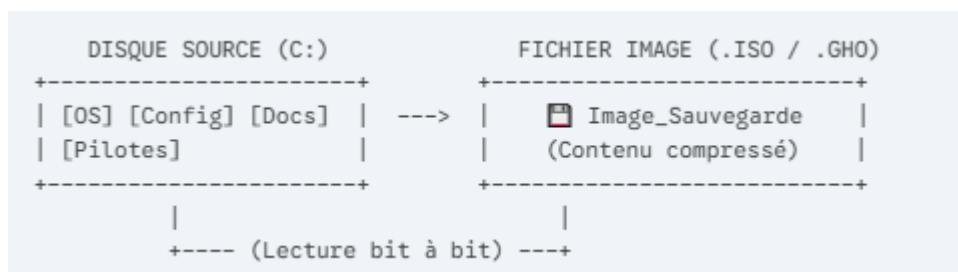 DISQUE SOURCE (C:) FICHIER IMAGE (.ISO / .GHO)
+-----------------------+ +---------------------------+
| [OS] [Config] [Docs] | ---> | 💾 Image_Sauvegarde |
| [Pilotes] | | (Contenu compressé) |
+-----------------------+ +---------------------------+
| |
+---- (Lecture bit à bit) ---+